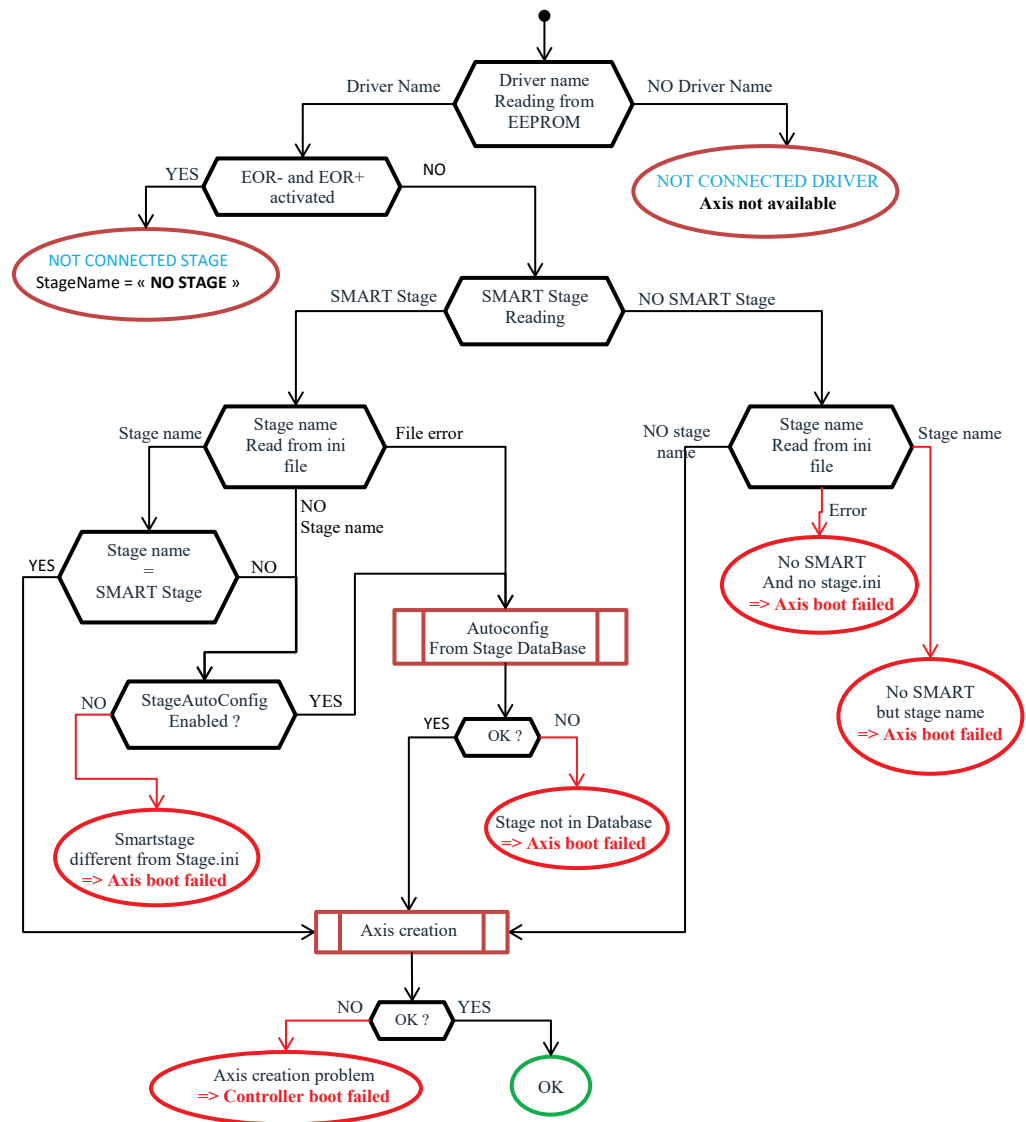 Driver name
Reading from
EEPROM
Driver Name
NO Driver Name
EOR- and EOR+
activated
YES
NO
NOT CONNECTED DRIVER
Axis not available
NOT CONNECTED STAGE
StageName = « NO STAGE »
SMART Stage
Reading
SMART Stage
NO SMART Stage
Stage name
Read from ini
file
Stage name
File error
NO
Stage name
Stage name
Read from ini
file
NO stage
name
Stage name
Error
Stage name
=
SMART Stage
YES
NO
No SMART
And no stage.ini
=> Axis boot failed
Autoconfig
From Stage DataBase
No SMART
but stage name
=> Axis boot failed
StageAutoConfig
Enabled ?
NO
YES
OK ?
YES
NO
Smartstage
different from Stage.ini
=> Axis boot failed
Stage not in Database
=> Axis boot failed
Axis creation
OK ?
NO
YES
Axis creation problem
=> Controller boot failed
OK